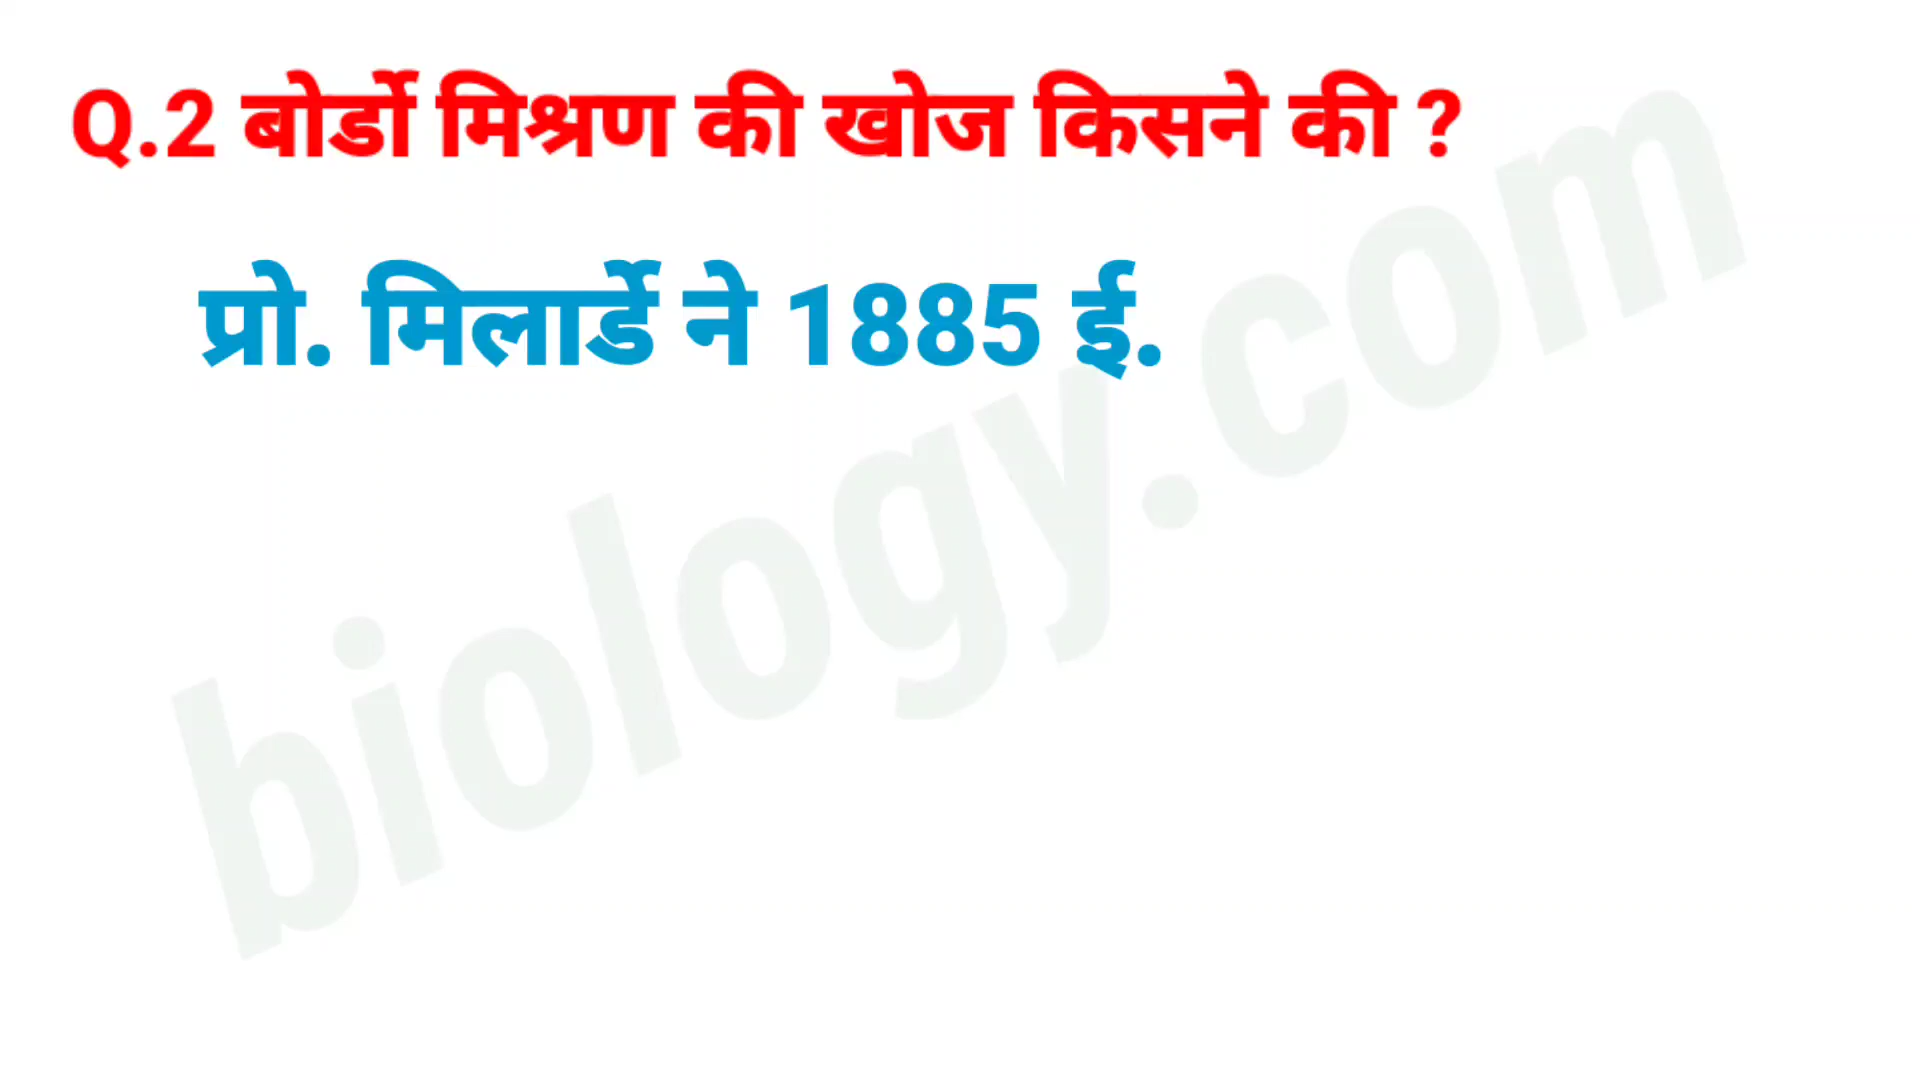 Q.2 बोर्डो मिश्रण की खोज किसने की ?
प्रो. मिलार्डे ने 1885 ई.
biology.com